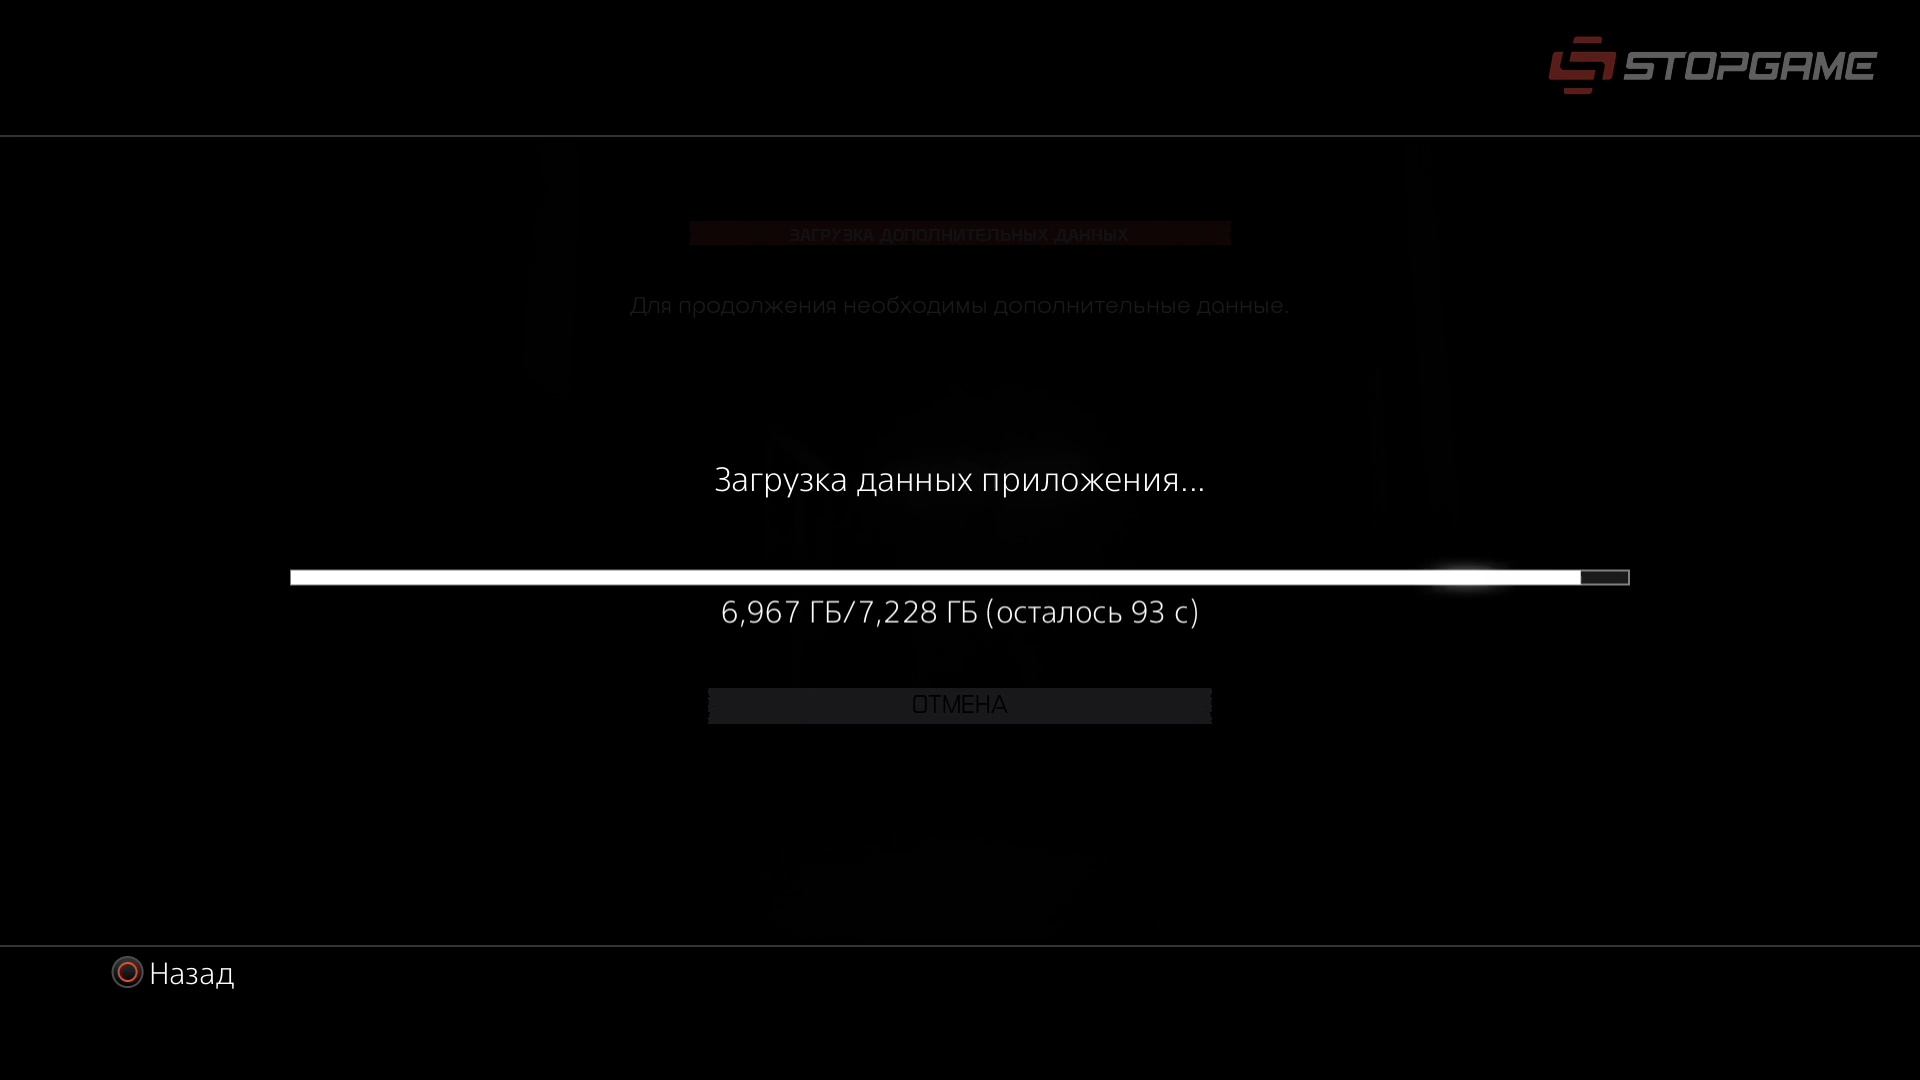 STOPGAME
ЗАГРУЗКА ДОПОЛНИТЕЛЬНЫХ ДАННЫХ
Для продолжения необходимы дополнительные данные.
Загрузка данных приложения...
6,967 ГБ/7,228 ГБ (осталось 93 с)
ОТМЕНА
Назад